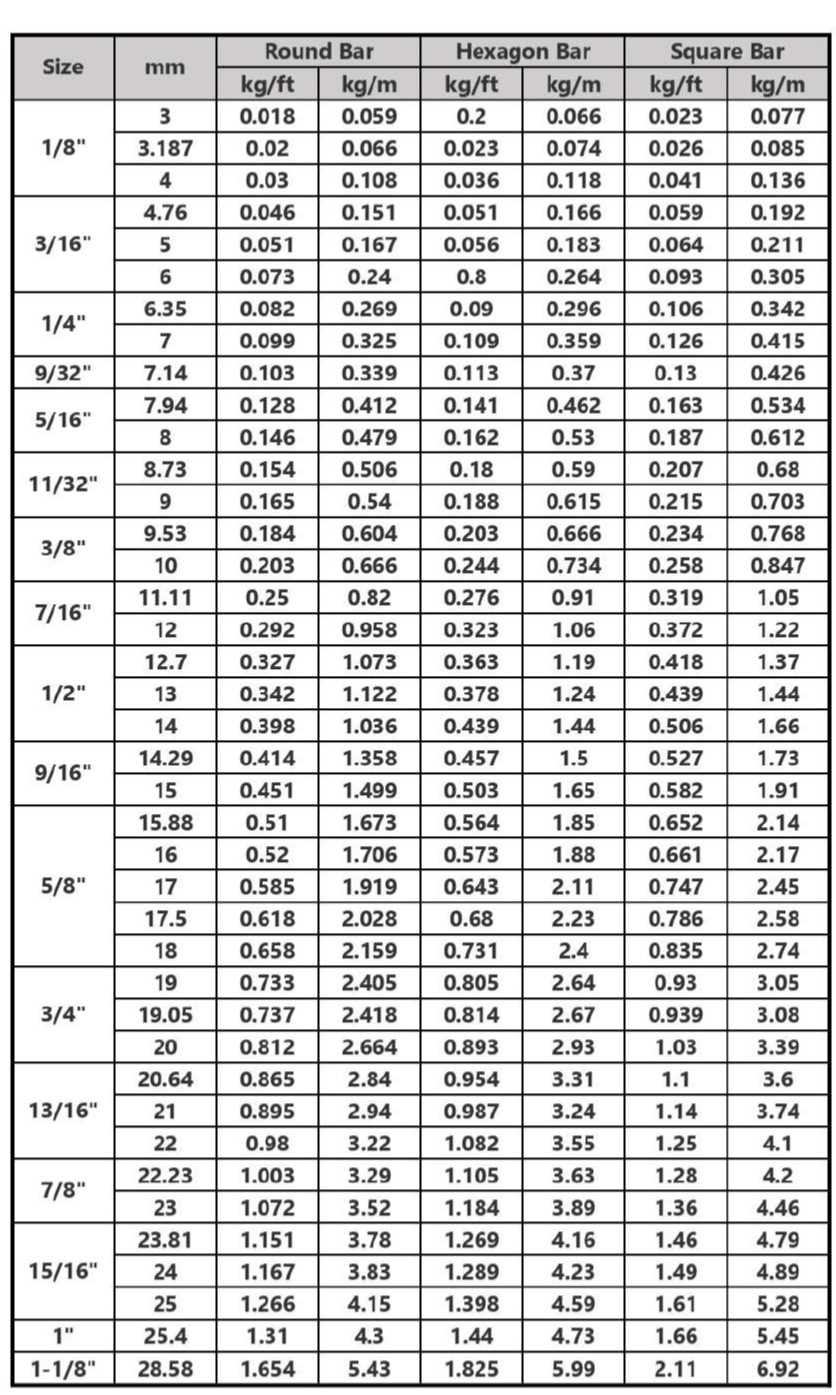 Size mm Round Bar Hexagon Bar Square Bar
kg/ft kg/m kg/ft kg/m kg/ft kg/m
1/8" 3 0.018 0.059 0.2 0.066 0.023 0.077
3.187 0.02 0.066 0.023 0.074 0.026 0.085
4 0.03 0.108 0.036 0.118 0.041 0.136
3/16" 4.76 0.046 0.151 0.051 0.166 0.059 0.192
5 0.051 0.167 0.056 0.183 0.064 0.211
6 0.073 0.24 0.8 0.264 0.093 0.305
1/4" 6.35 0.082 0.269 0.09 0.296 0.106 0.342
7 0.099 0.325 0.109 0.359 0.126 0.415
9/32" 7.14 0.103 0.339 0.113 0.37 0.13 0.426
5/16" 7.94 0.128 0.412 0.141 0.462 0.163 0.534
8 0.146 0.479 0.162 0.53 0.187 0.612
11/32" 8.73 0.154 0.506 0.18 0.59 0.207 0.68
9 0.165 0.54 0.188 0.615 0.215 0.703
3/8" 9.53 0.184 0.604 0.203 0.666 0.234 0.768
10 0.203 0.666 0.244 0.734 0.258 0.847
7/16" 11.11 0.25 0.82 0.276 0.91 0.319 1.05
12 0.292 0.958 0.323 1.06 0.372 1.22
1/2" 12.7 0.327 1.073 0.363 1.19 0.418 1.37
13 0.342 1.122 0.378 1.24 0.439 1.44
14 0.398 1.036 0.439 1.44 0.506 1.66
9/16" 14.29 0.414 1.358 0.457 1.5 0.527 1.73
15 0.451 1.499 0.503 1.65 0.582 1.91
5/8" 15.88 0.51 1.673 0.564 1.85 0.652 2.14
16 0.52 1.706 0.573 1.88 0.661 2.17
17 0.585 1.919 0.643 2.11 0.747 2.45
17.5 0.618 2.028 0.68 2.23 0.786 2.58
18 0.658 2.159 0.731 2.4 0.835 2.74
3/4" 19 0.733 2.405 0.805 2.64 0.93 3.05
19.05 0.737 2.418 0.814 2.67 0.939 3.08
20 0.812 2.664 0.893 2.93 1.03 3.39
13/16" 20.64 0.865 2.84 0.954 3.31 1.1 3.6
21 0.895 2.94 0.987 3.24 1.14 3.74
22 0.98 3.22 1.082 3.55 1.25 4.1
7/8" 22.23 1.003 3.29 1.105 3.63 1.28 4.2
23 1.072 3.52 1.184 3.89 1.36 4.46
15/16" 23.81 1.151 3.78 1.269 4.16 1.46 4.79
24 1.167 3.83 1.289 4.23 1.49 4.89
25 1.266 4.15 1.398 4.59 1.61 5.28
1" 25.4 1.31 4.3 1.44 4.73 1.66 5.45
1-1/8" 28.58 1.654 5.43 1.825 5.99 2.11 6.92